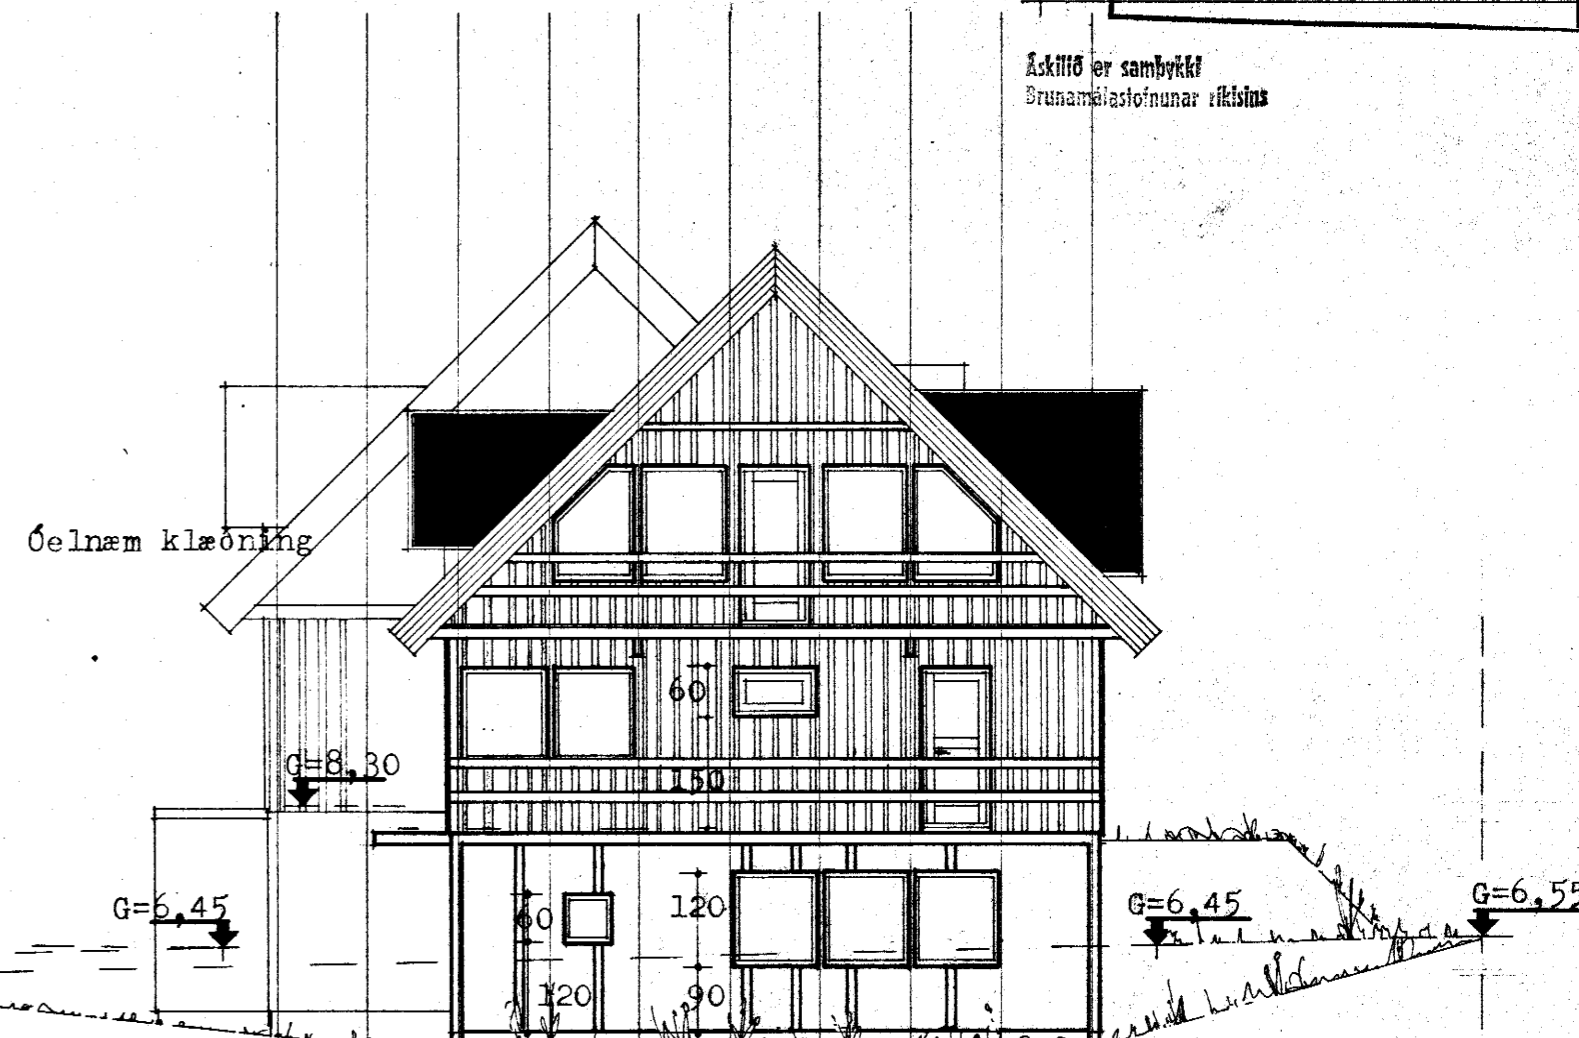 Áskilið er samþykki
Brunamálastofnunar ríkisins
Óelnæm klæðning
60
G=8,30
150
G=6,45
60
120
G=6,45
G=6,55
120
90